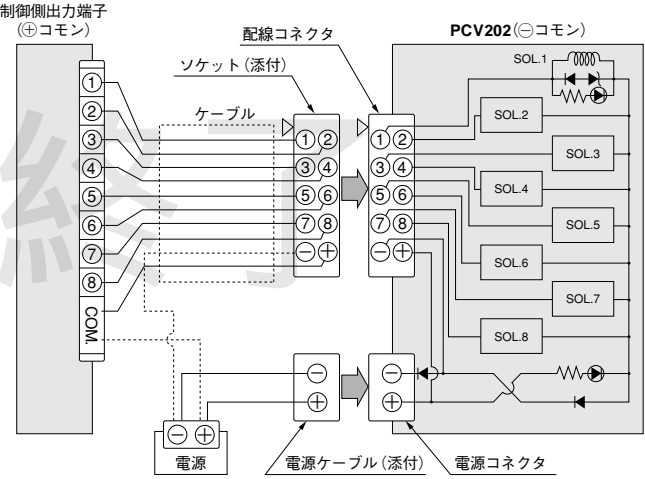 制御側出力端子
(⊕コモン)
配線コネクタ
PCV202(⊖コモン)
ソケット(添付)
ケーブル
SOL.1
SOL.2
SOL.3
SOL.4
SOL.5
SOL.6
SOL.7
SOL.8
①
②
③
④
⑤
⑥
⑦
⑧
COM.
①②
③④
⑤⑥
⑦⑧
⊖⊕
①②
③④
⑤⑥
⑦⑧
⊖⊕
⊖
⊕
⊖
⊕
⊖ ⊕
電源
電源ケーブル(添付)
電源コネクタ
終了